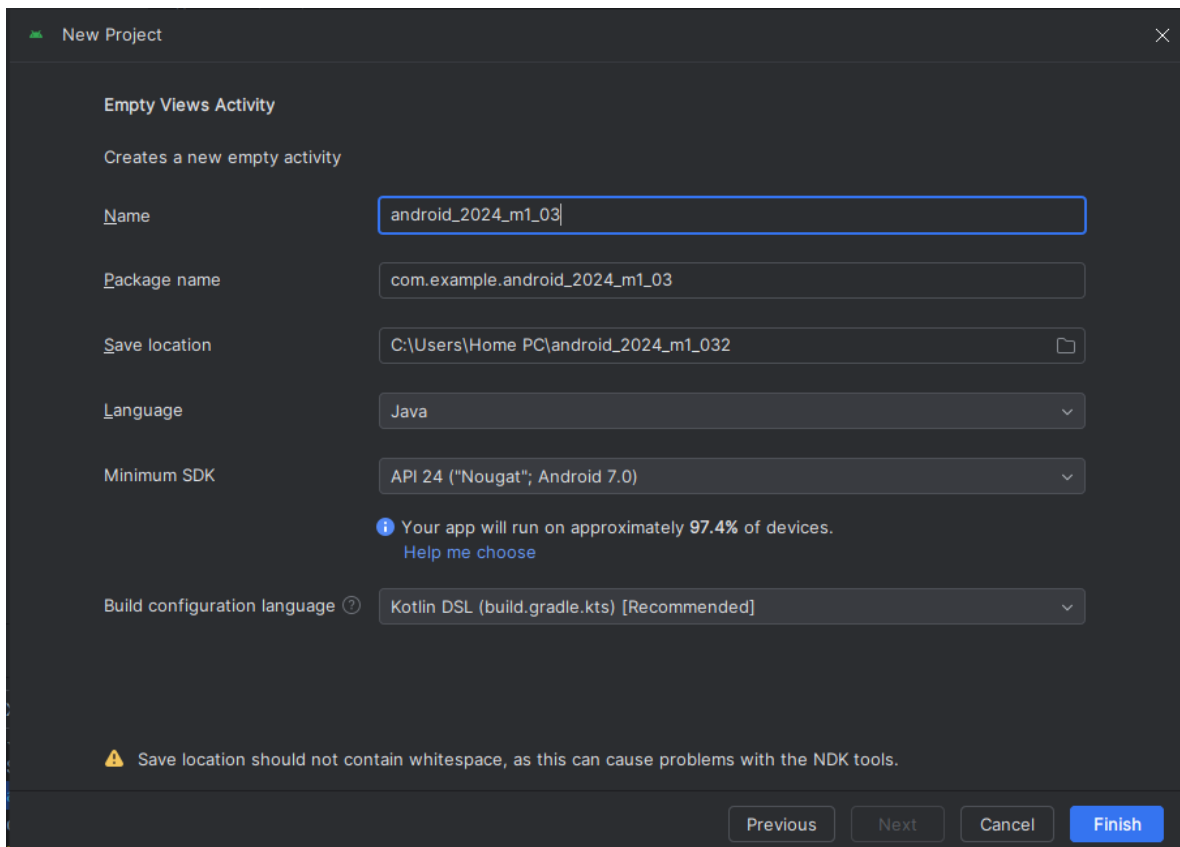 New Project
Empty Views Activity
Creates a new empty activity
Name
android_2024_m1_03
Package name
com.example.android_2024_m1_03
Save location
C:\Users\Home PC\android_2024_m1_032
Language
Java
Minimum SDK
API 24 ("Nougat"; Android 7.0)
Your app will run on approximately 97.4% of devices.
Help me choose
Build configuration language
Kotlin DSL (build.gradle.kts) [Recommended]
Save location should not contain whitespace, as this can cause problems with the NDK tools.
Previous
Next
Cancel
Finish